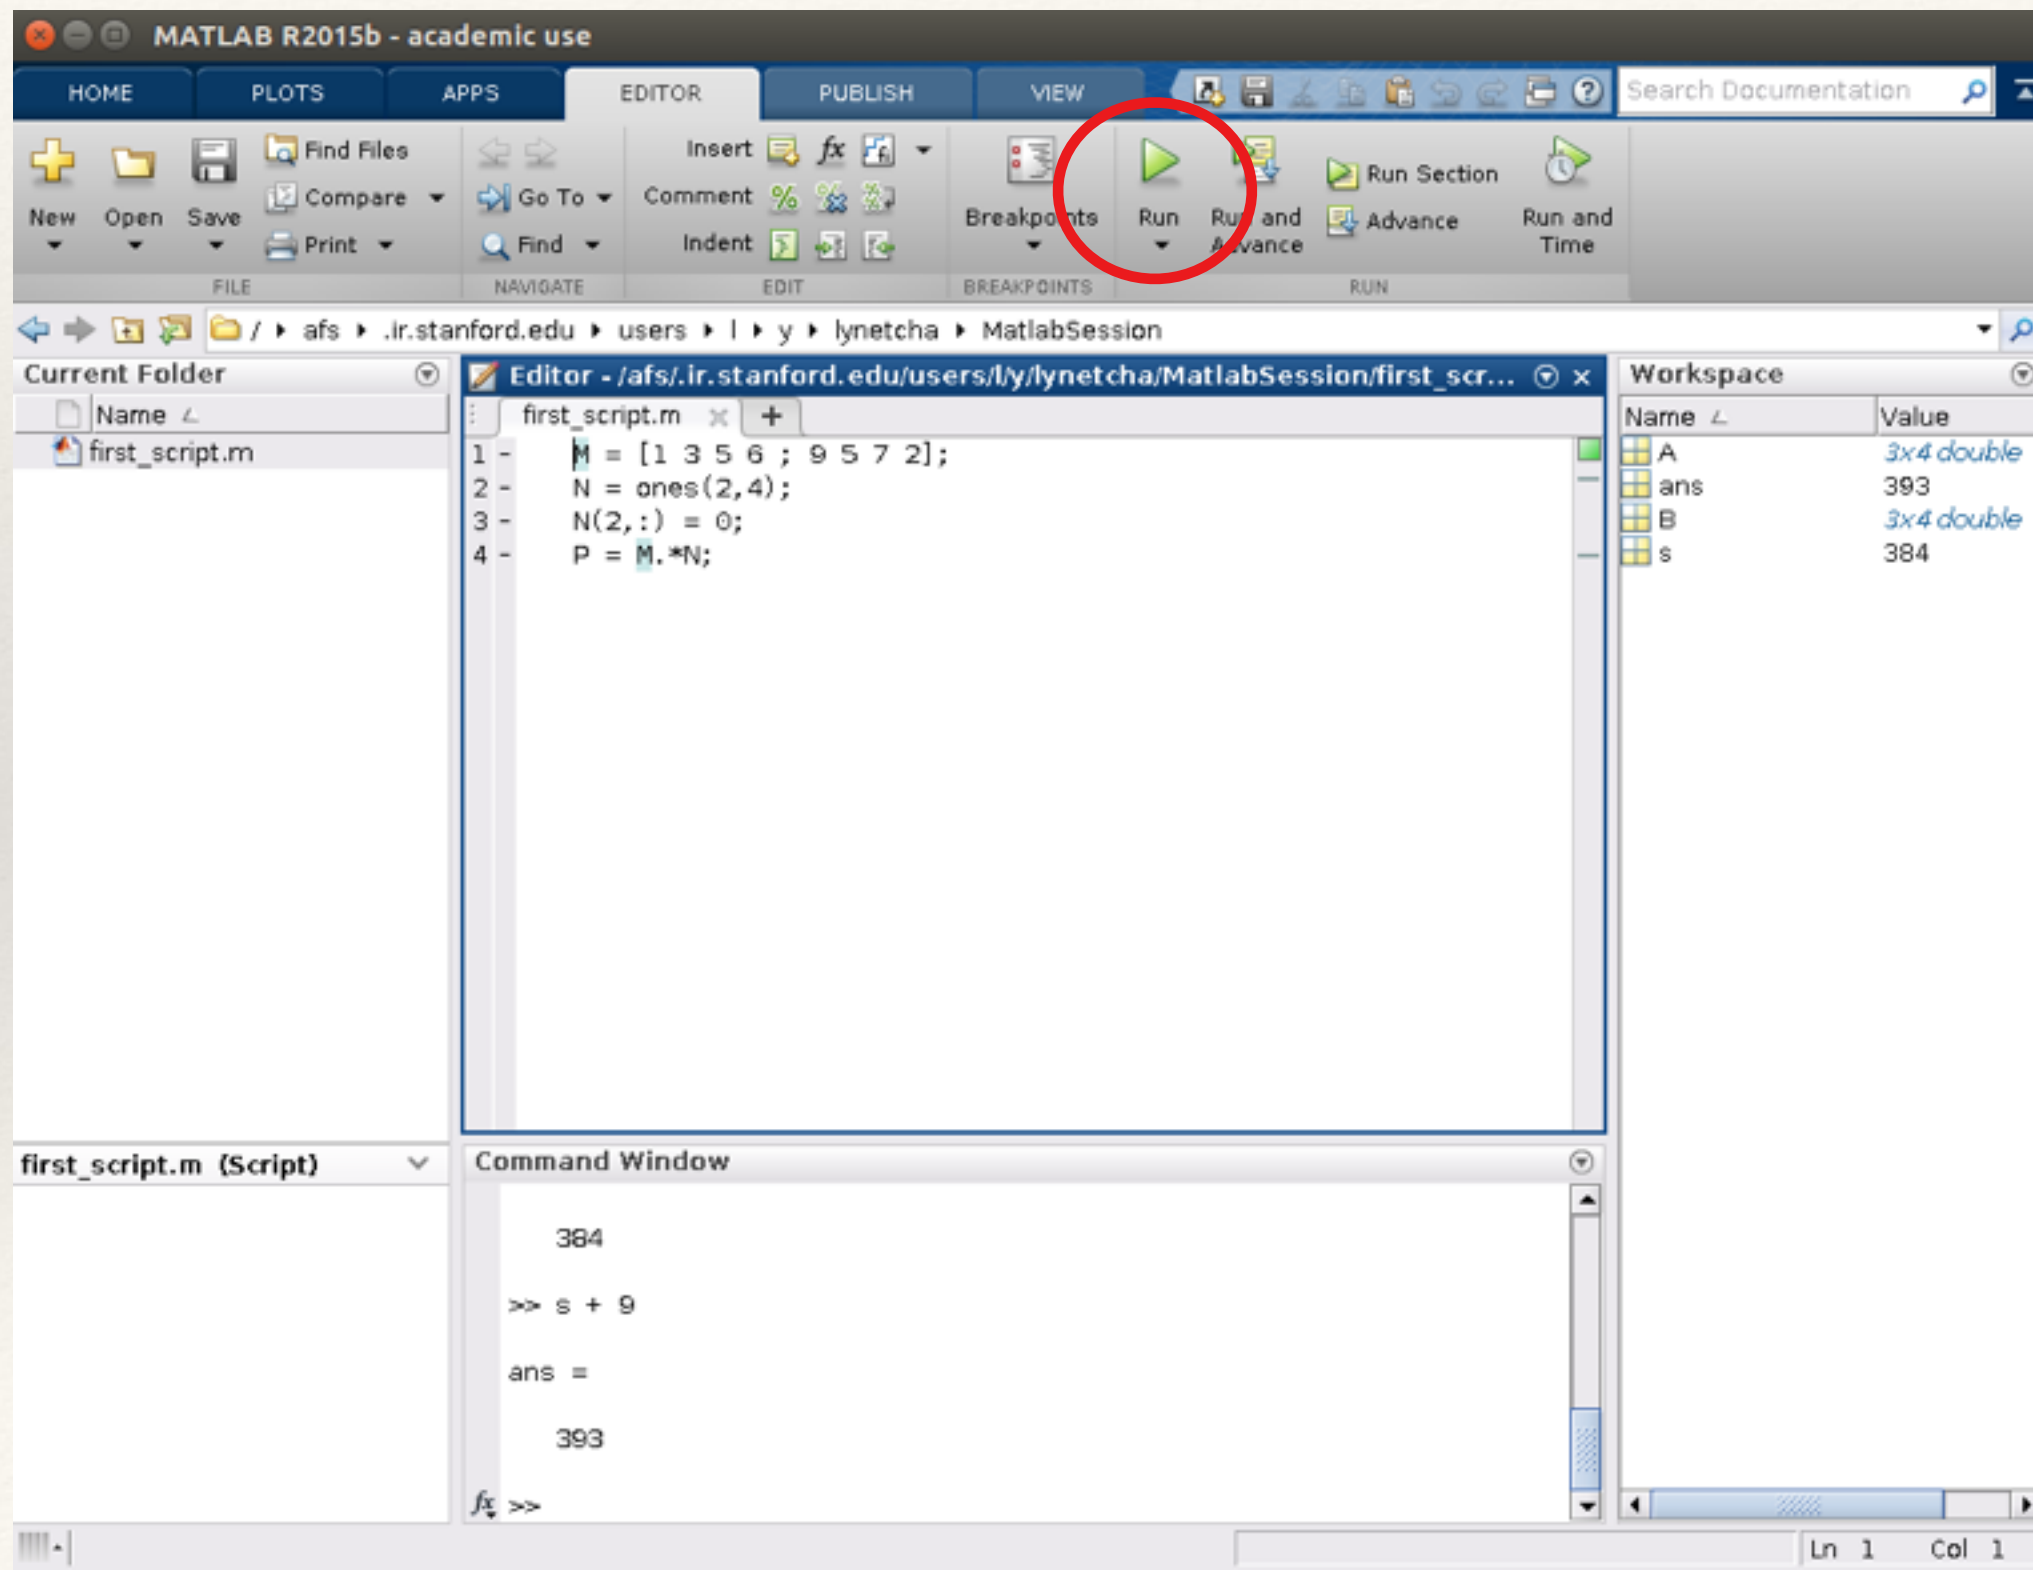 MATLAB R2015b - academic use
HOME PLOTS APPS EDITOR PUBLISH VIEW Search Documentation
New Open Save Find Files Compare Print
FILE
Go To Find
NAVIGATE
Insert fx
Comment
Indent
EDIT
Breakpoints
BREAKPOINTS
Run Run and Advance Run Section Advance Run and Time
RUN
/ afs .ir.stanford.edu users l y lynetcha MatlabSession
Current Folder
Name
first_script.m
Editor - /afs/.ir.stanford.edu/users/l/y/lynetcha/MatlabSession/first_scr...
first_script.m +
1 - M = [1 3 5 6 ; 9 5 7 2];
2 - N = ones(2,4);
3 - N(2,:) = 0;
4 - P = M.*N;
Workspace
Name Value
A 3x4 double
ans 393
B 3x4 double
s 384
first_script.m (Script)
Command Window
384
>> s + 9
ans =
393
fx >>
Ln 1 Col 1